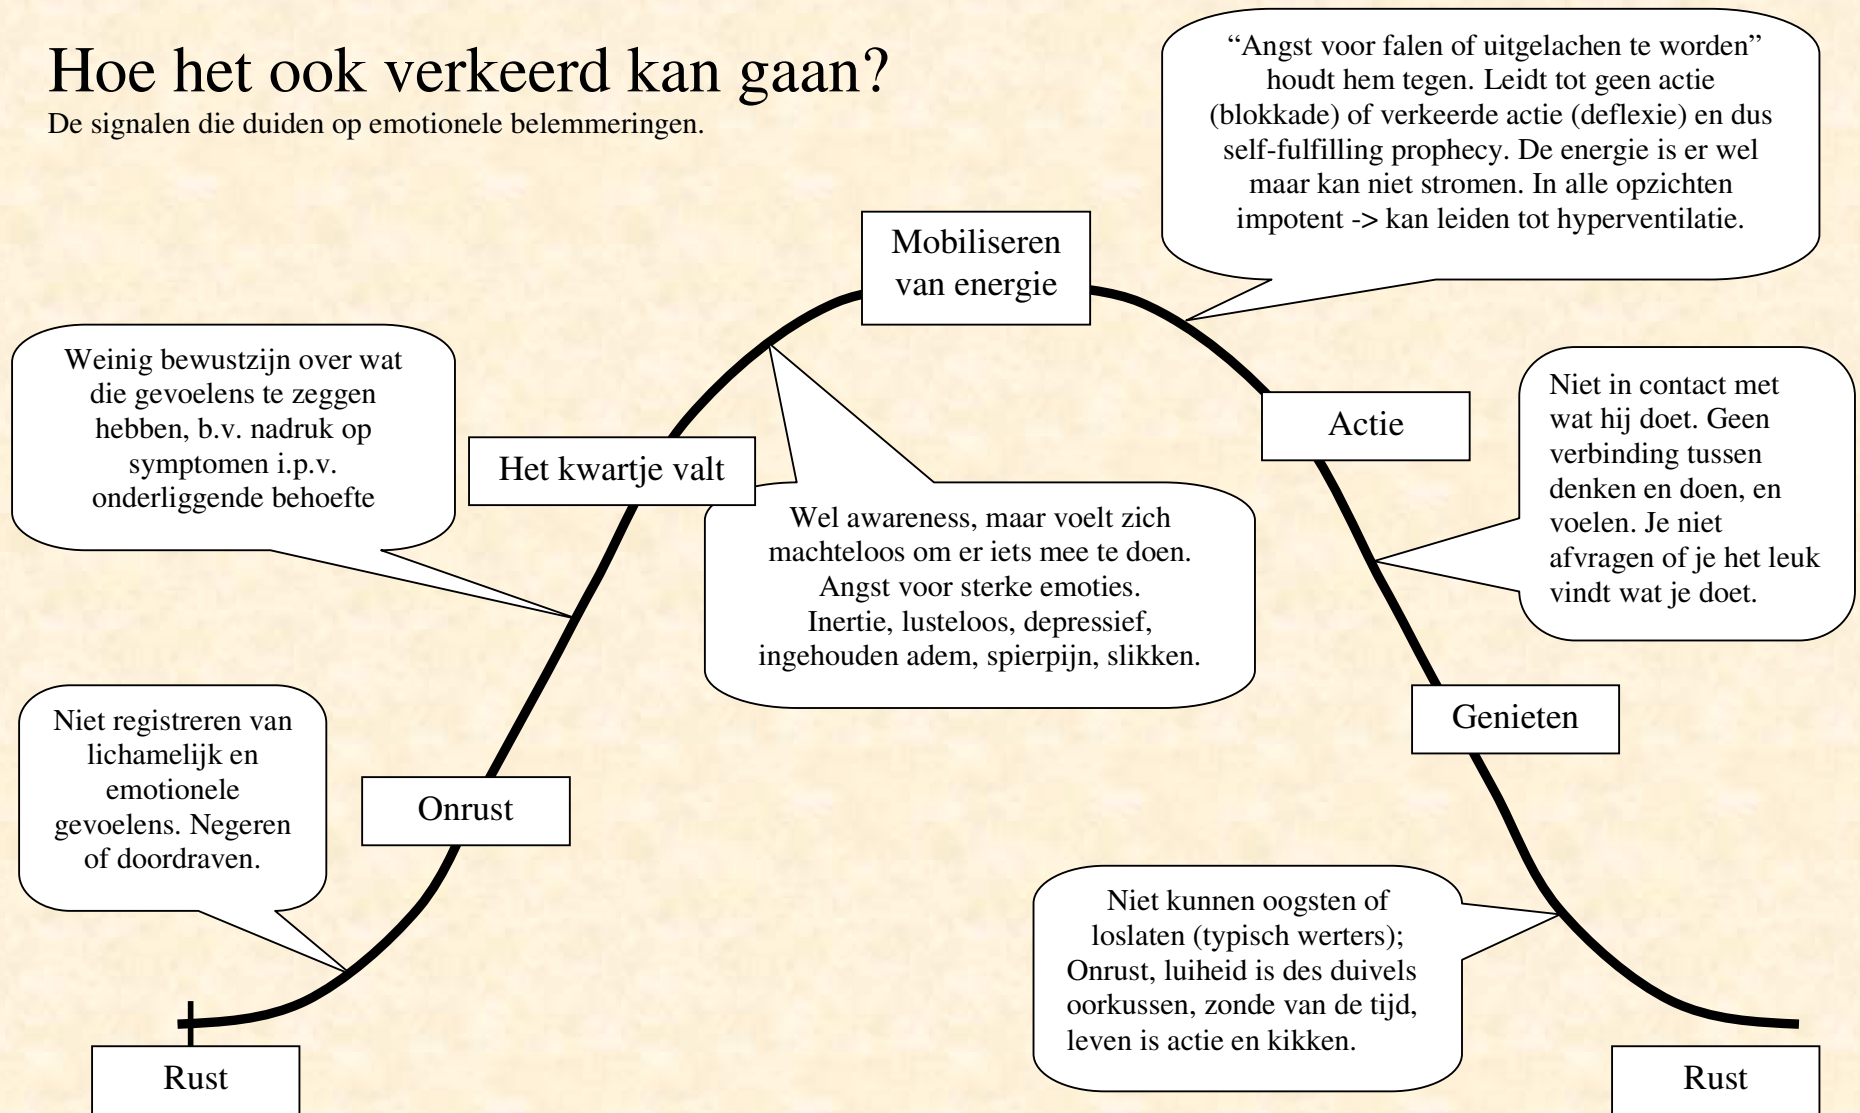 Hoe het ook verkeerd kan gaan?
De signalen die duiden op emotionele belemmeringen.
“Angst voor falen of uitgelachen te worden”
houdt hem tegen. Leidt tot geen actie
(blokkade) of verkeerde actie (deflexie) en dus
self-fulfilling prophecy. De energie is er wel
maar kan niet stromen. In alle opzichten
impotent -> kan leiden tot hyperventilatie.
Mobiliseren
van energie
Weinig bewustzijn over wat
die gevoelens te zeggen
hebben, b.v. nadruk op
symptomen i.p.v.
onderliggende behoefte
Het kwartje valt
Actie
Niet in contact met
wat hij doet. Geen
verbinding tussen
denken en doen, en
voelen. Je niet
afvragen of je het leuk
vindt wat je doet.
Wel awareness, maar voelt zich
machteloos om er iets mee te doen.
Angst voor sterke emoties.
Inertie, lusteloos, depressief,
ingehouden adem, spierpijn, slikken.
Niet registreren van
lichamelijk en
emotionele
gevoelens. Negeren
of doordraven.
Onrust
Genieten
Niet kunnen oogsten of
loslaten (typisch werters);
Onrust, luiheid is des duivels
oorkussen, zonde van de tijd,
leven is actie en kikken.
Rust
Rust